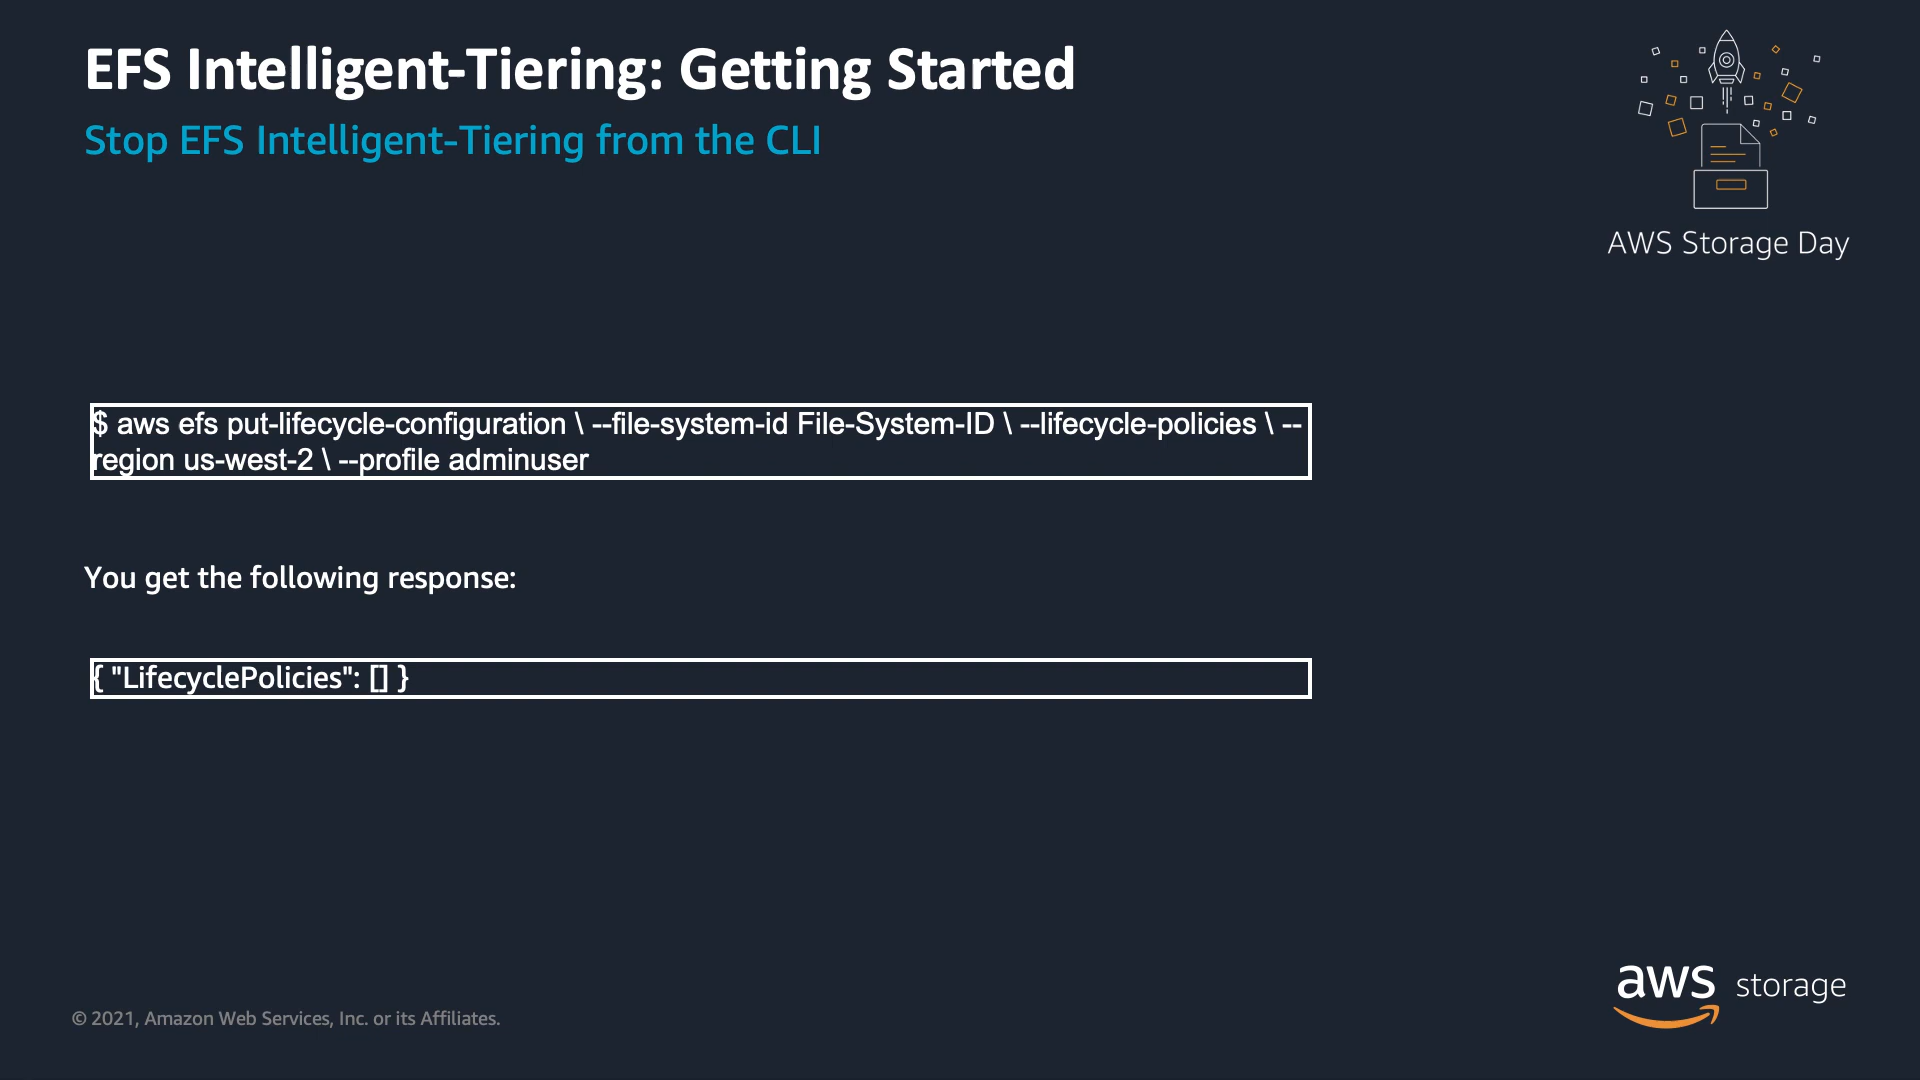 EFS Intelligent-Tiering: Getting Started
Stop EFS Intelligent-Tiering from the CLI
AWS Storage Day
$ aws efs put-lifecycle-configuration \ --file-system-id File-System-ID \ --lifecycle-policies \ --
region us-west-2 \ --profile adminuser
You get the following response:
{ "LifecyclePolicies": [] }
aws storage
© 2021, Amazon Web Services, Inc. or its Affiliates.